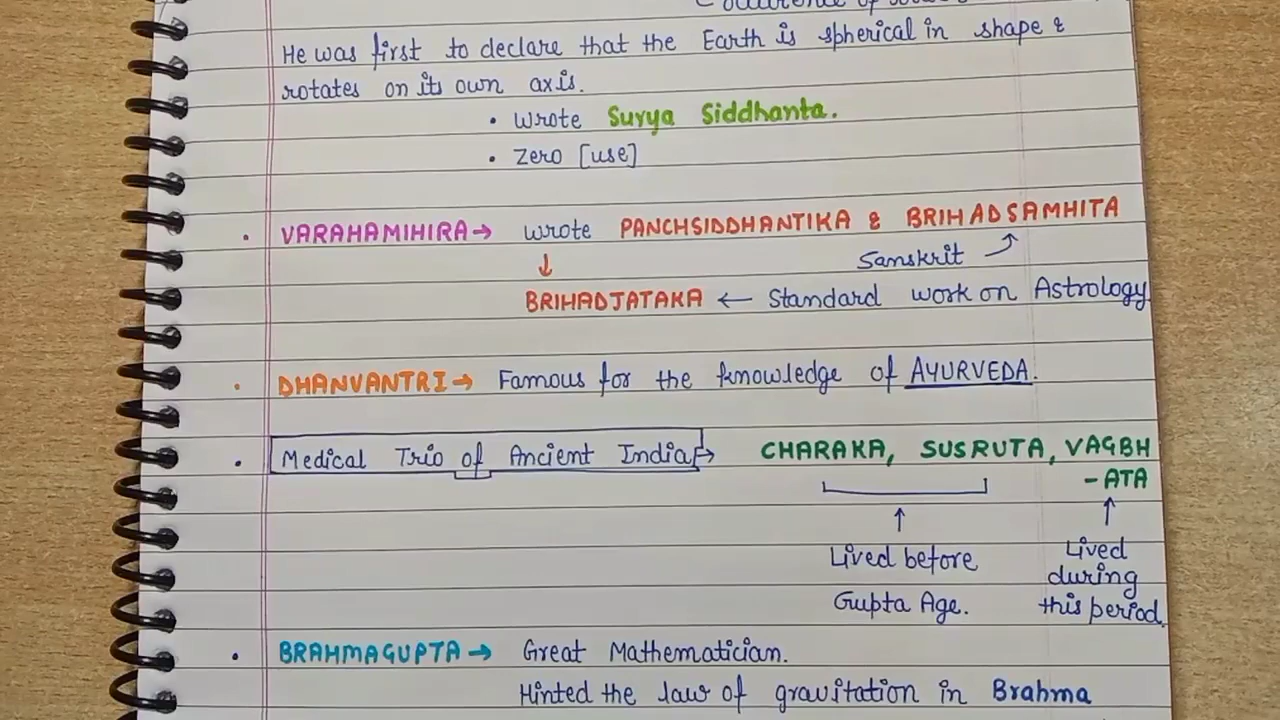 He was first to declare that the Earth is spherical in shape &
rotates on its own axis.
• Wrote Surya Siddhanta.
• Zero [use]
• VARAHAMIHIRA → wrote PANCHSIDDHANTIKA & BRIHADSAMHITA
↓ Sanskrit ↗
BRIHADJATAKA ← Standard work on Astrology
• DHANVANTRI → Famous for the knowledge of AYURVEDA.
• Medical Trio of Ancient India → CHARAKA, SUSRUTA, VAGBH
-ATA
Lived before Lived
during
Gupta Age. this period.
• BRAHMAGUPTA → Great Mathematician.
Hinted the law of gravitation in Brahma